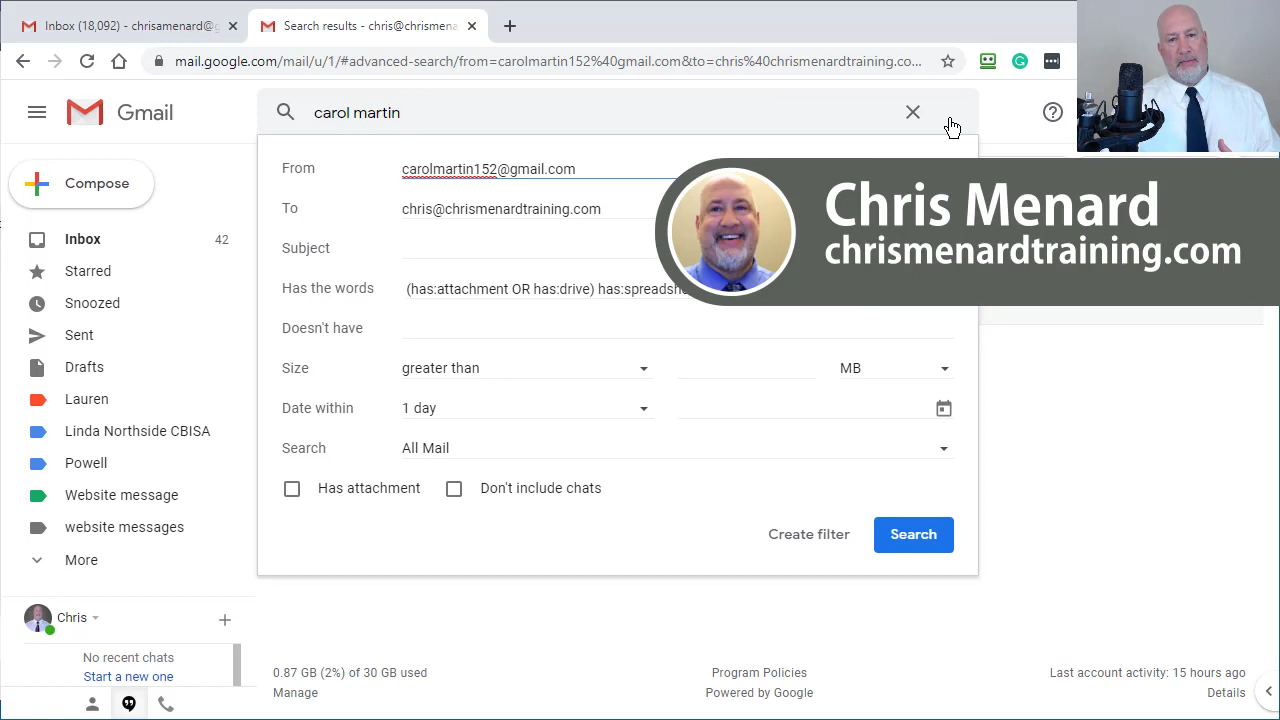 Inbox (18,092) - chrisamenard@g
Search results - chris@chrismena
mail.google.com/mail/u/1/#advanced-search/from=carolmartin152%40gmail.com&to=chris%40chrismenardtraining.co...
Gmail
carol martin
Compose
Inbox 42
Starred
Snoozed
Sent
Drafts
Lauren
Linda Northside CBISA
Powell
Website message
website messages
More
Chris
No recent chats
Start a new one
From carolmartin152@gmail.com
To chris@chrismenardtraining.com
Subject
Has the words (has:attachment OR has:drive) has:spreadsh
Doesn't have
Size greater than MB
Date within 1 day
Search All Mail
Has attachment Don't include chats
Create filter Search
Chris Menard
chrismenardtraining.com
0.87 GB (2%) of 30 GB used
Manage
Program Policies
Powered by Google
Last account activity: 15 hours ago
Details